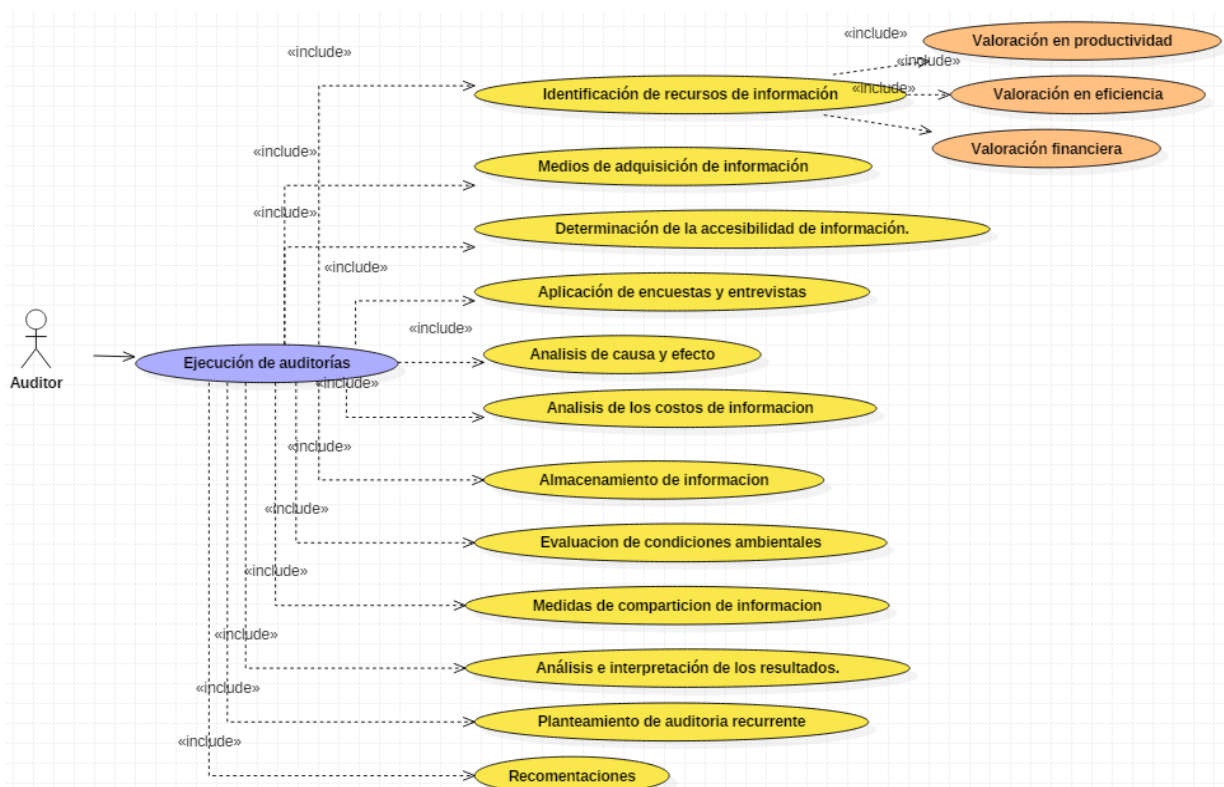 «include»
Valoración en productividad
«include»
«include»
«include»
Identificación de recursos de información
Valoración en eficiencia
Valoración financiera
«include»
Medios de adquisición de información
«include»
Determinación de la accesibilidad de información.
«include»
Aplicación de encuestas y entrevistas
«include»
Auditor
Ejecución de auditorías
Analisis de causa y efecto
«include»
Analisis de los costos de informacion
«include»
Almacenamiento de informacion
«include»
Evaluacion de condiciones ambientales
«include»
Medidas de comparticion de informacion
«include»
Análisis e interpretación de los resultados.
«include»
Planteamiento de auditoria recurrente
«include»
Recomentaciones